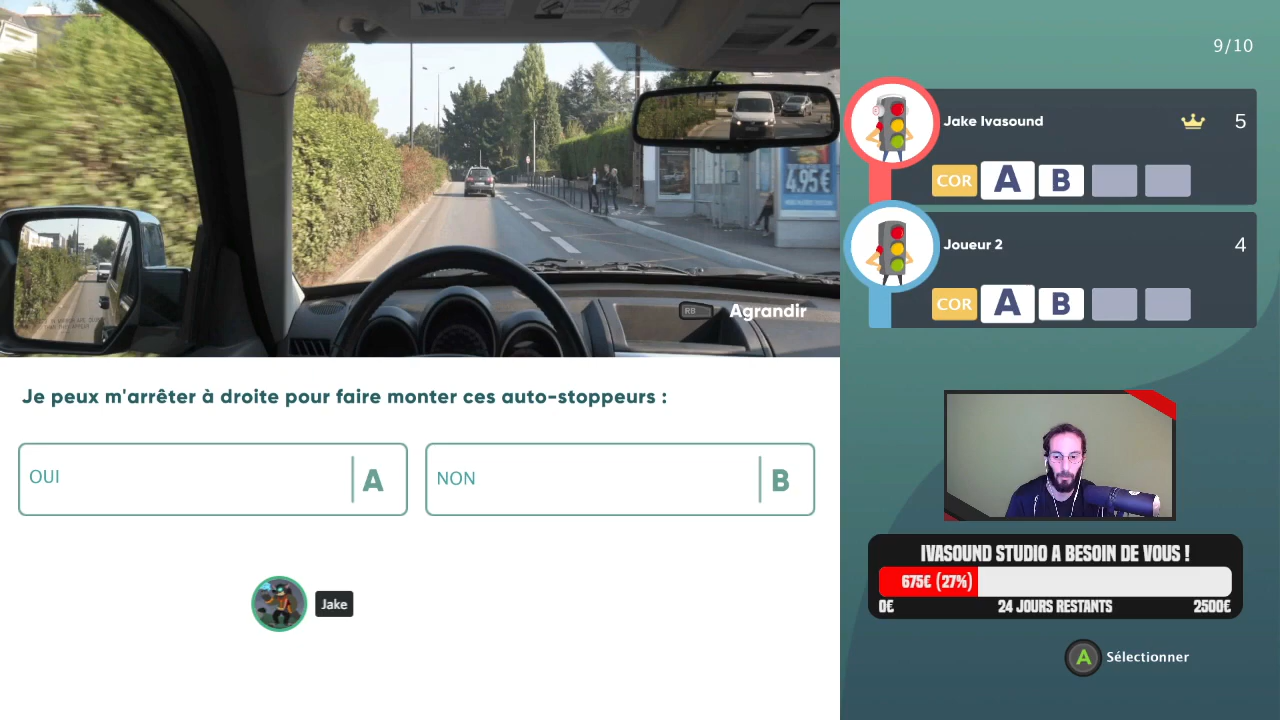 9/10
Jake Ivasound 5
COR A B
Joueur 2 4
COR A B
4.95€
RB Agrandir
Je peux m'arrêter à droite pour faire monter ces auto-stoppeurs :
OUI A
NON B
Jake
IVASOUND STUDIO A BESOIN DE VOUS !
675€ (27%)
0€ 24 JOURS RESTANTS 2500€
A Sélectionner